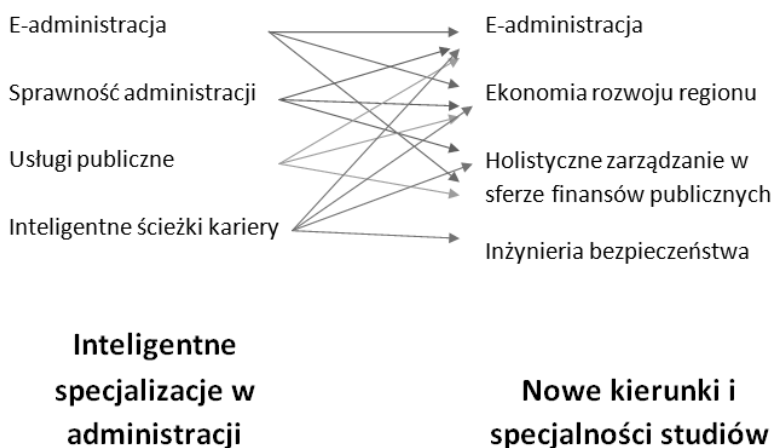 E-administracja
Sprawność administracji
Usługi publiczne
Inteligentne ścieżki kariery
E-administracja
Ekonomia rozwoju regionu
Holistyczne zarządzanie w
sferze finansów publicznych
Inżynieria bezpieczeństwa
Inteligentne
specjalizacje w
administracji
Nowe kierunki i
specjalności studiów